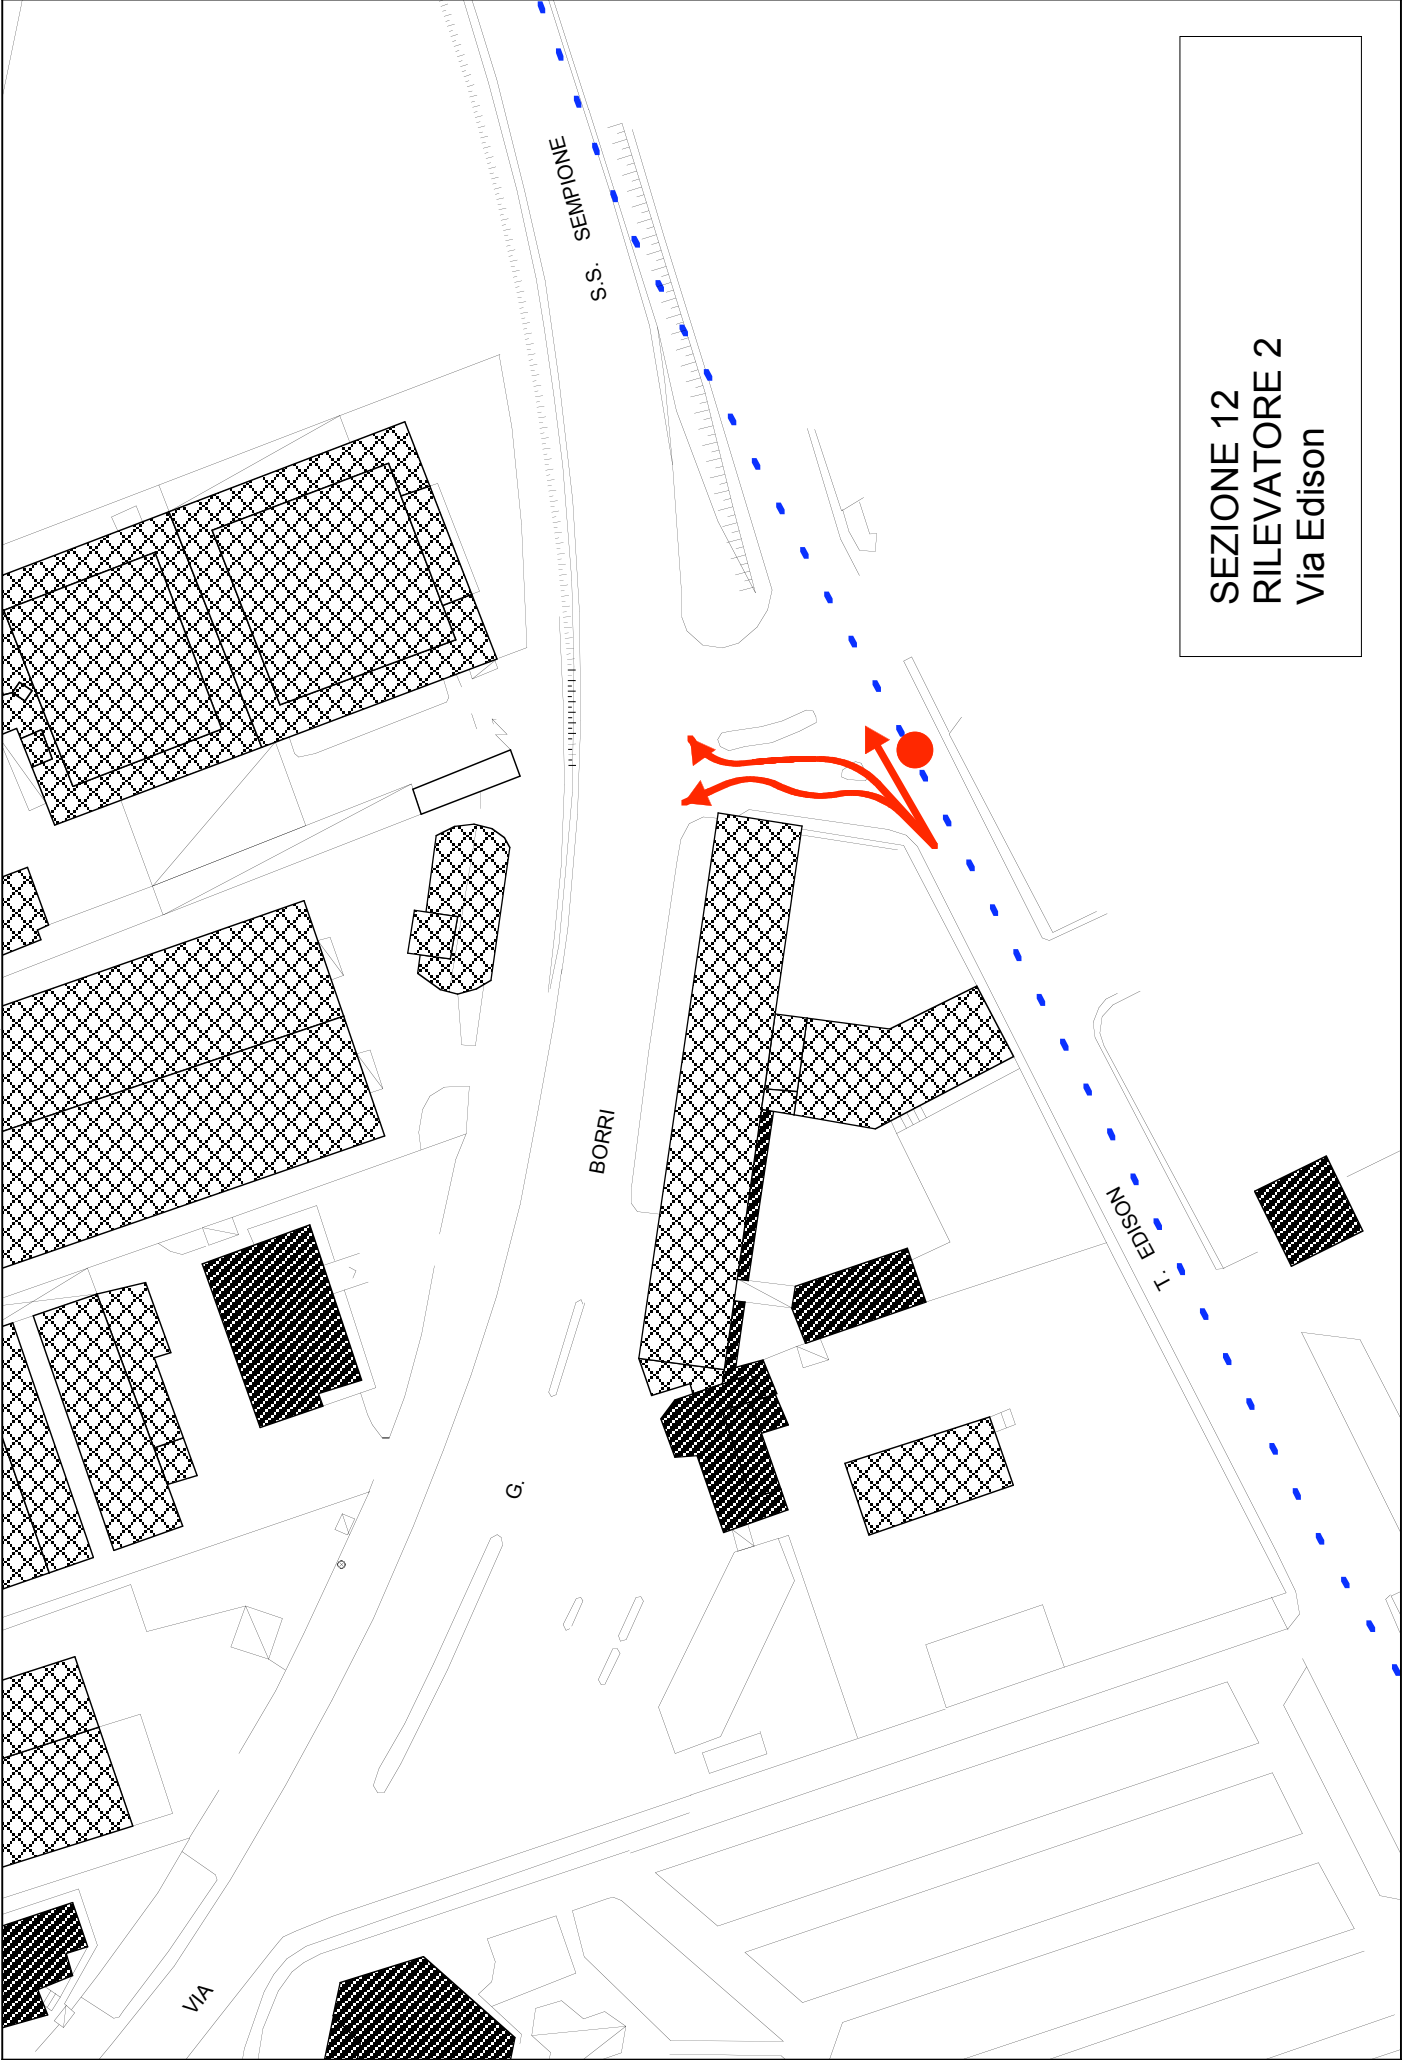 SEZIONE 12
RILEVATORE 2
Via Edison
S.S. SEMPIONE
VIA G. BORRI
T. EDISON